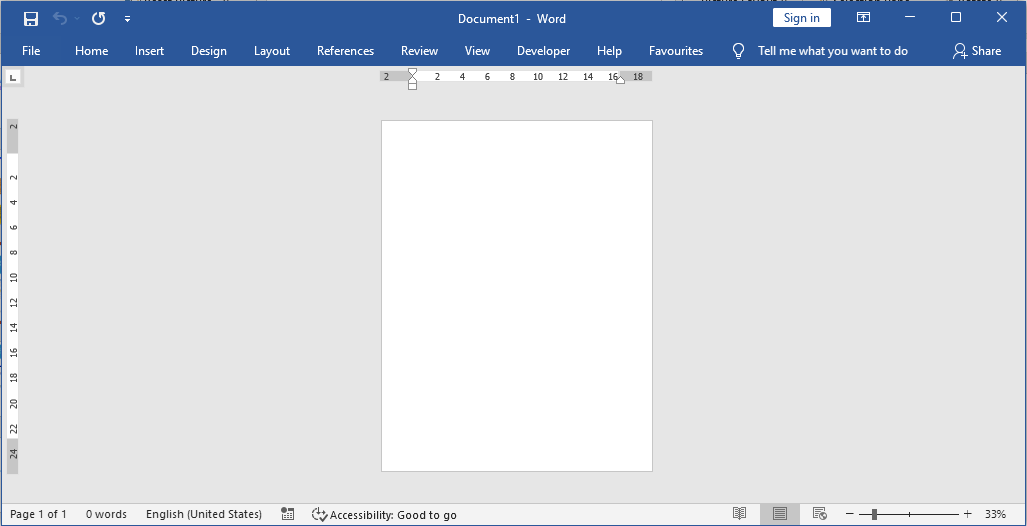 Document1 - Word
Sign in
File Home Insert Design Layout References Review View Developer Help Favourites Tell me what you want to do Share
L
2 2 4 6 8 10 12 14 16 18
2
2
4
6
8
10
12
14
16
18
20
22
24
Page 1 of 1 0 words English (United States) Accessibility: Good to go 33%